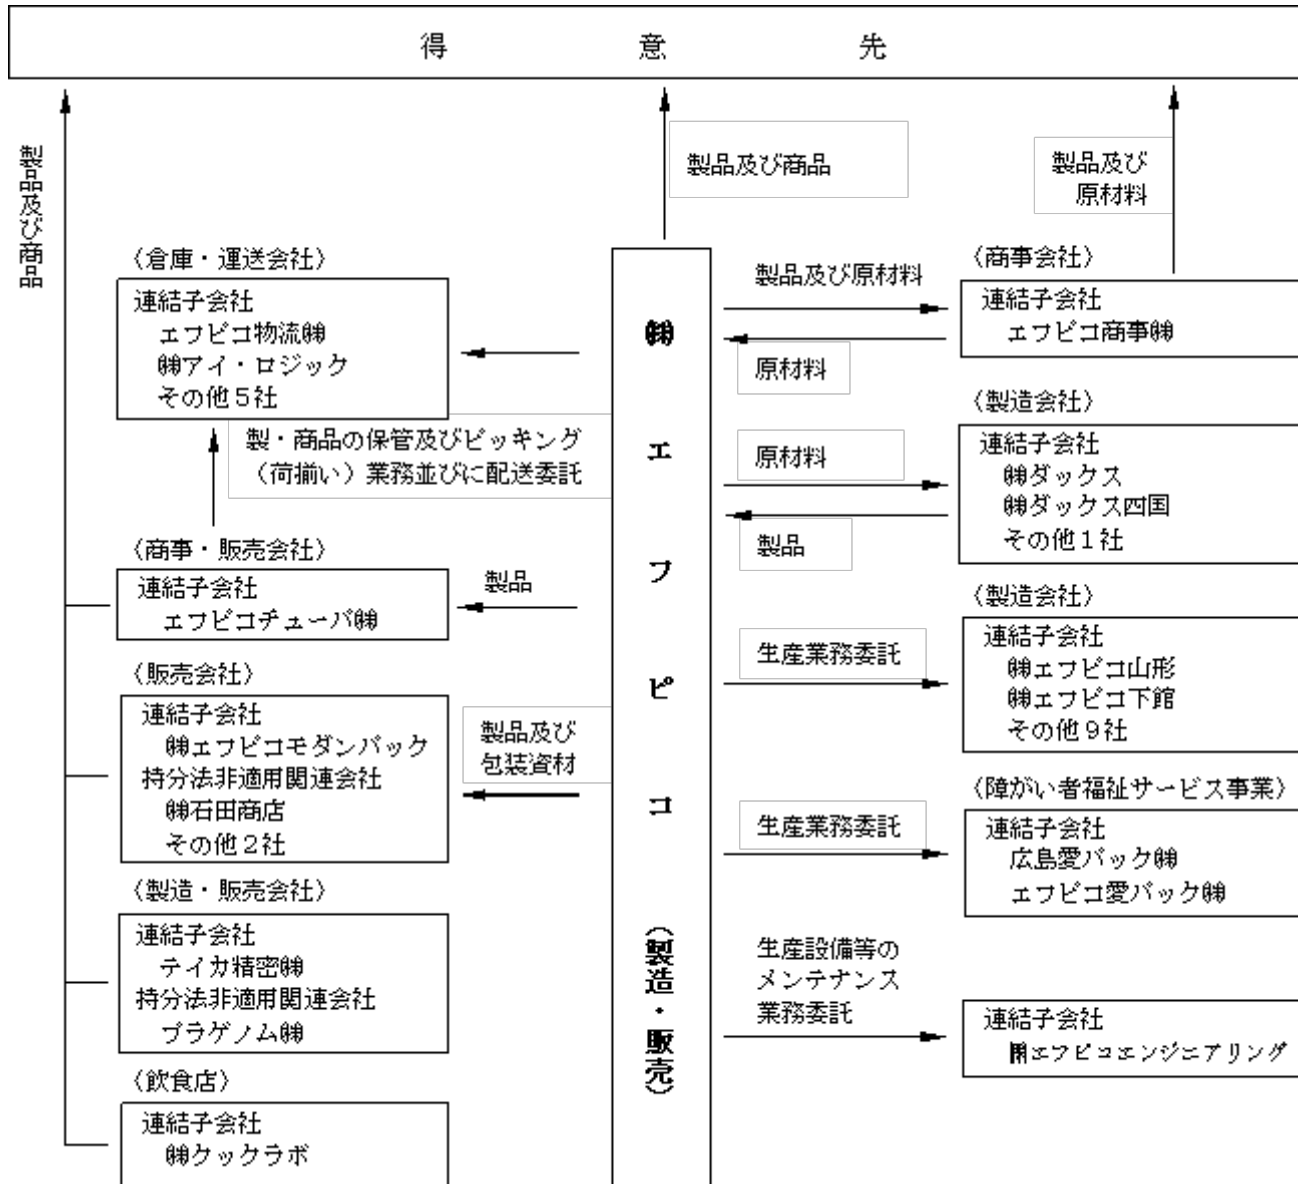 得意先
製品及び商品
製品及び商品
製品及び
原材料
〈倉庫・運送会社〉
連結子会社
エフピコ物流㈱
㈱アイ・ロジック
その他5社
製・商品の保管及びピッキング
（荷揃い）業務並びに配送委託
〈商事・販売会社〉
連結子会社
エフピコチューパ㈱
製品
〈販売会社〉
連結子会社
㈱エフピコモダンパック
持分法非適用関連会社
㈱石田商店
その他2社
製品及び
包装資材
〈製造・販売会社〉
連結子会社
テイカ精密㈱
持分法非適用関連会社
プラゲノム㈱
〈飲食店〉
連結子会社
㈱クックラボ
㈱エフピコ（製造・販売）
製品及び原材料
原材料
〈商事会社〉
連結子会社
エフピコ商事㈱
原材料
製品
〈製造会社〉
連結子会社
㈱ダックス
㈱ダックス四国
その他1社
生産業務委託
〈製造会社〉
連結子会社
㈱エフピコ山形
㈱エフピコ下館
その他9社
生産業務委託
〈障がい者福祉サービス事業〉
連結子会社
広島愛パック㈱
エフピコ愛パック㈱
生産設備等の
メンテナンス
業務委託
連結子会社
㈱エフピコエンジニアリング